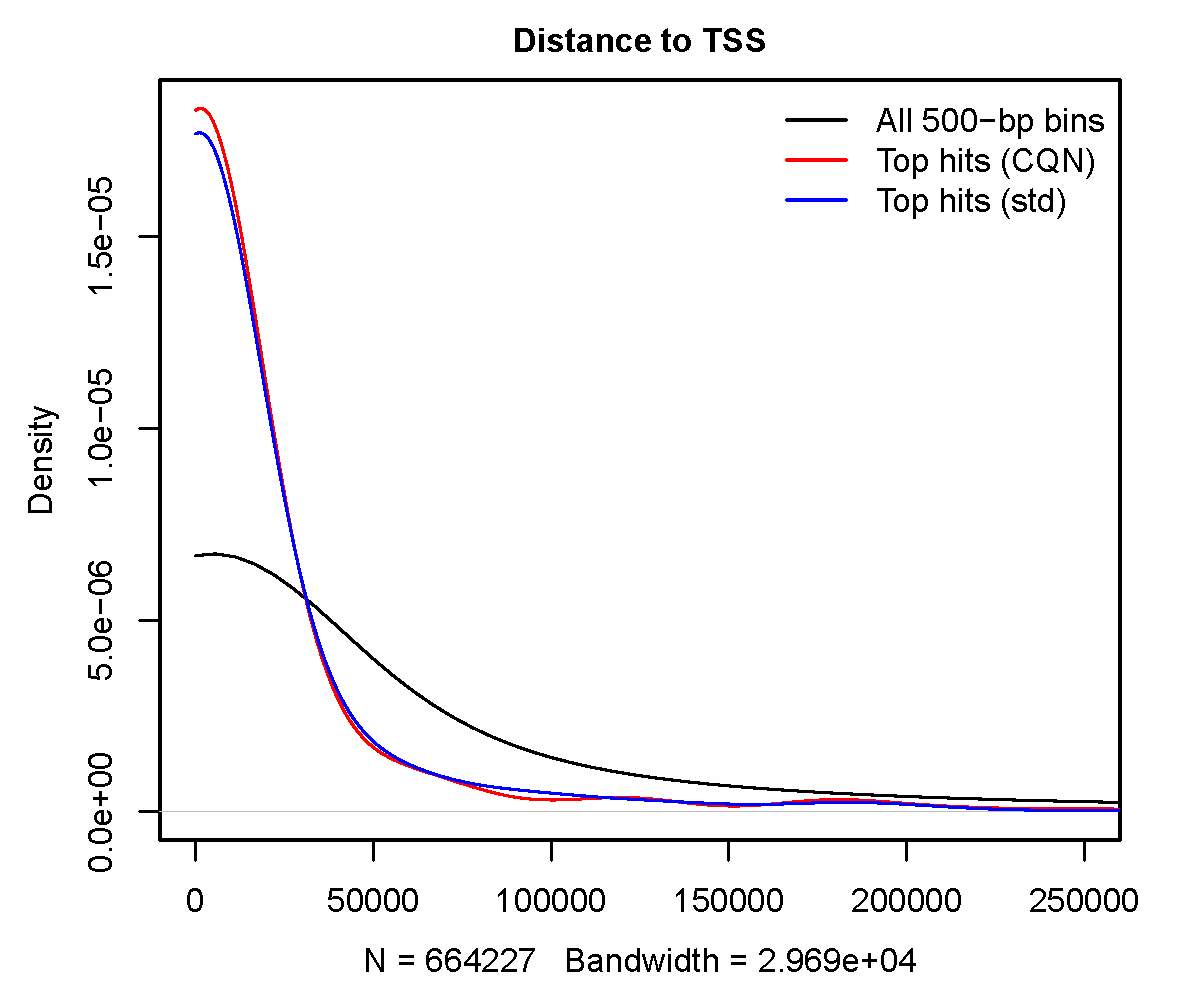 Distance to TSS
All 500−bp bins
Top hits (CQN)
Top hits (std)
Density
0.0e+00
5.0e−06
1.0e−05
1.5e−05
0 50000 100000 150000 200000 250000
N = 664227 Bandwidth = 2.969e+04